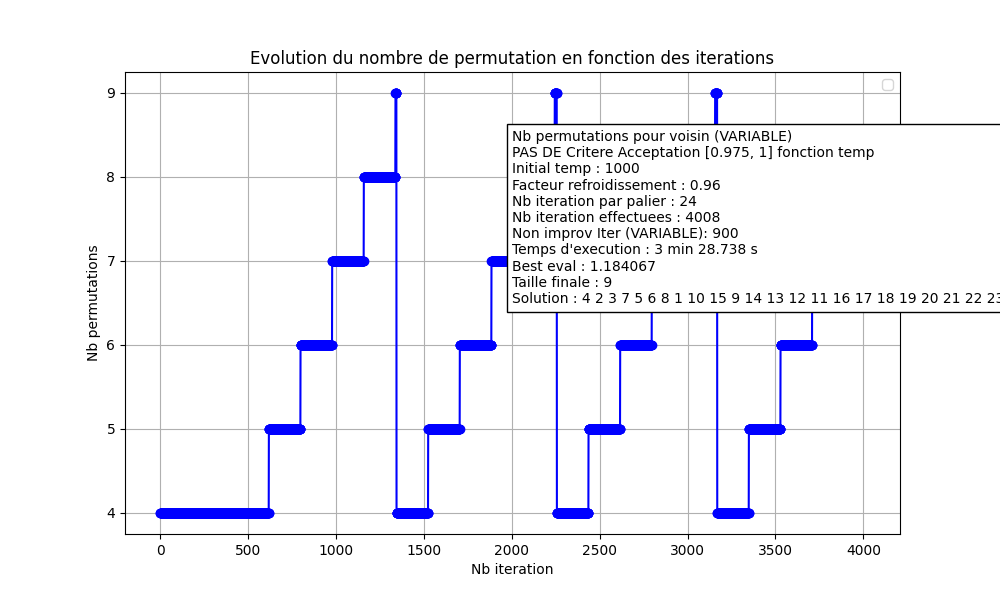 Evolution du nombre de permutation en fonction des iterations
9
8
7
6
5
4
Nb permutations
Nb permutations pour voisin (VARIABLE)
PAS DE Critere Acceptation [0.975, 1] fonction temp
Initial temp : 1000
Facteur refroidissement : 0.96
Nb iteration par palier : 24
Nb iteration effectuees : 4008
Non improv Iter (VARIABLE): 900
Temps d'execution : 3 min 28.738 s
Best eval : 1.184067
Taille finale : 9
Solution : 4 2 3 7 5 6 8 1 10 15 9 14 13 12 11 16 17 18 19 20 21 22 23
0 500 1000 1500 2000 2500 3000 3500 4000
Nb iteration